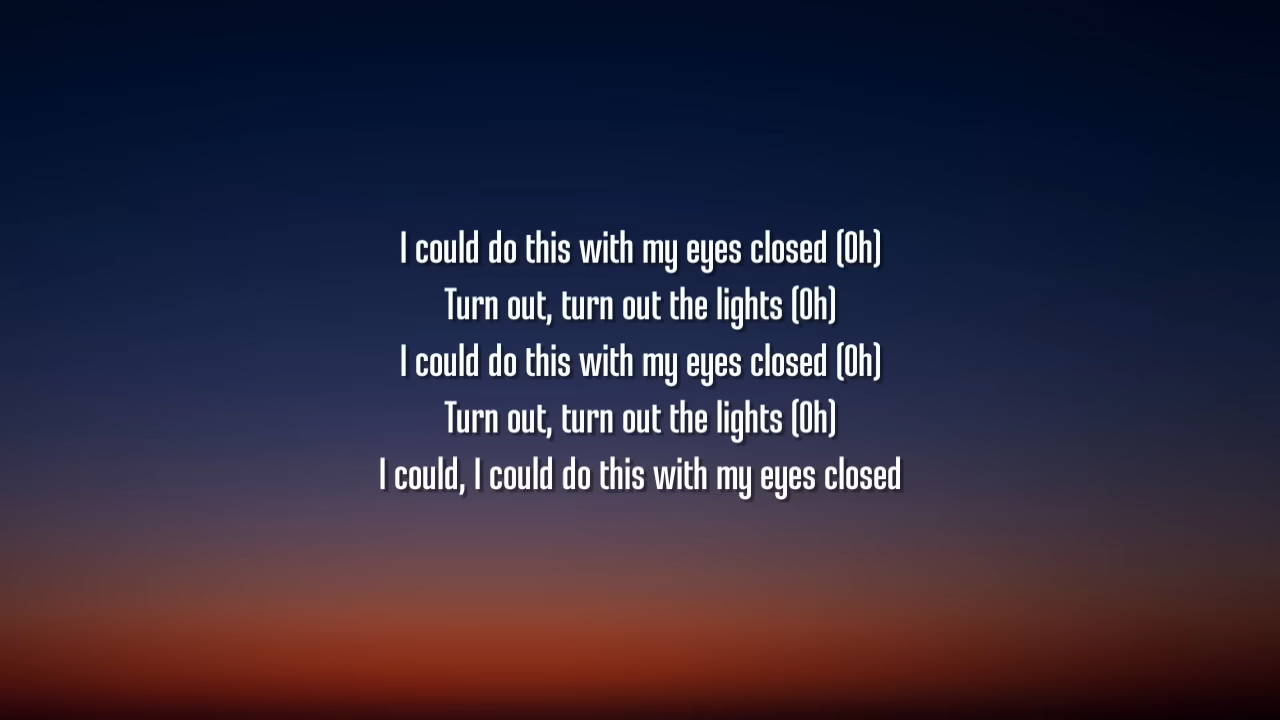 I could do this with my eyes closed (Oh)
Turn out, turn out the lights (Oh)
I could do this with my eyes closed (Oh)
Turn out, turn out the lights (Oh)
I could, I could do this with my eyes closed